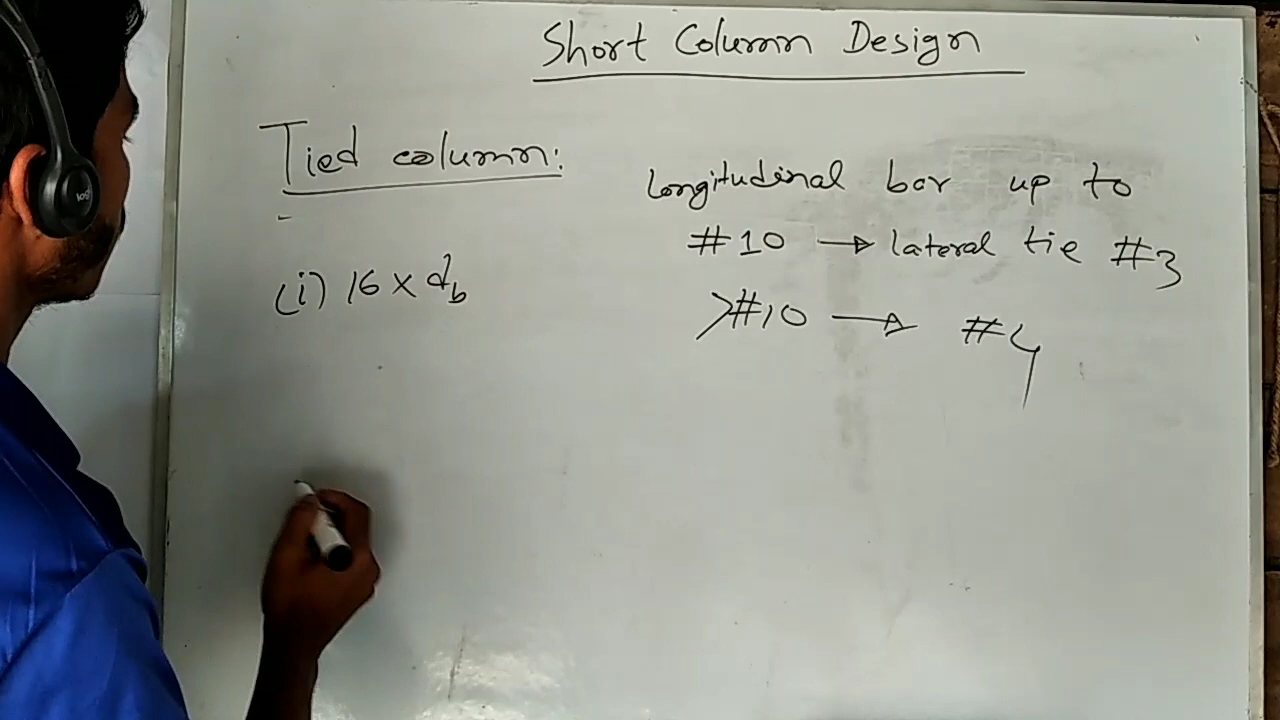 Short Column Design
Tied column:
(i) 16 × db
Longitudinal bar up to
#10 → lateral tie #3
>#10 → #4